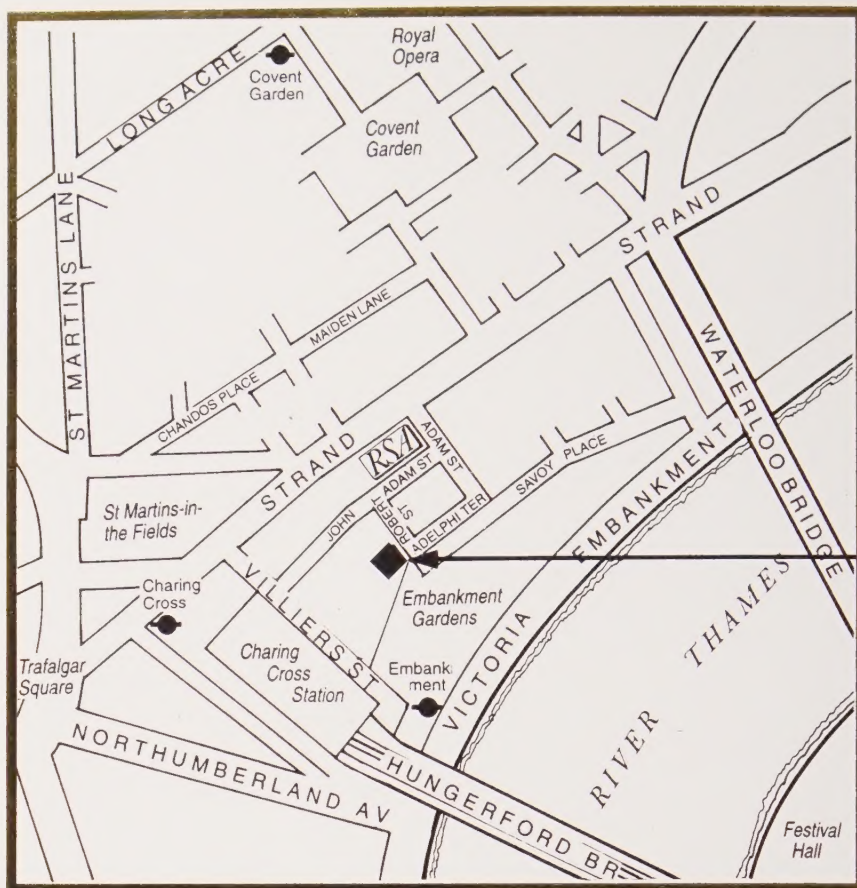 Royal
Opera
Covent
Garden
LONG ACRE
Covent
Garden
ST MARTINS LANE
STRAND
MAIDEN LANE
CHANDOS PLACE
WATERLOO BRIDGE
STRAND
RSA
ADAM ST
JOHN ADAM ST
ROBERT ST
ADELPHI TER
SAVOY PLACE
St Martins-in-
the Fields
VICTORIA EMBANKMENT
Charing
Cross
VILLIERS ST
Embankment
Gardens
RIVER THAMES
Trafalgar
Square
Charing
Cross
Station
Embank
ment
NORTHUMBERLAND AV
HUNGERFORD BR
Festival
Hall